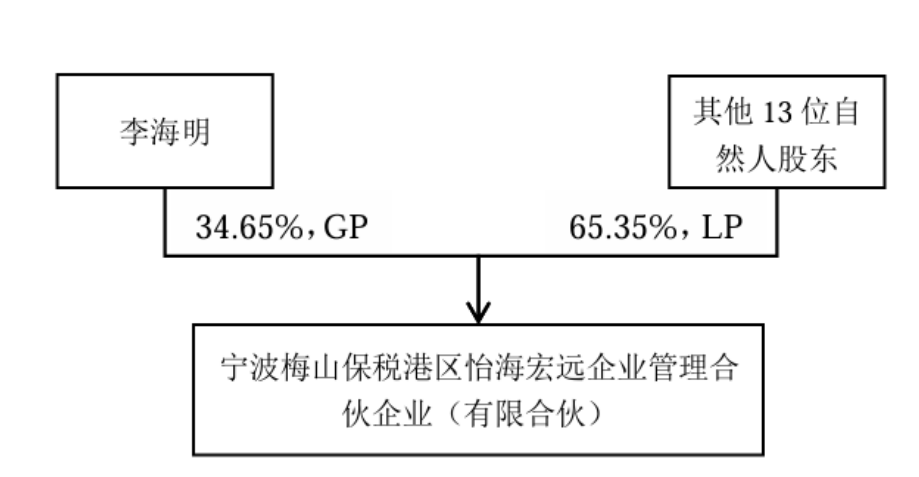 李海明
其他 13 位自
然人股东
34.65%，GP
65.35%，LP
宁波梅山保税港区怡海宏远企业管理合
伙企业（有限合伙）